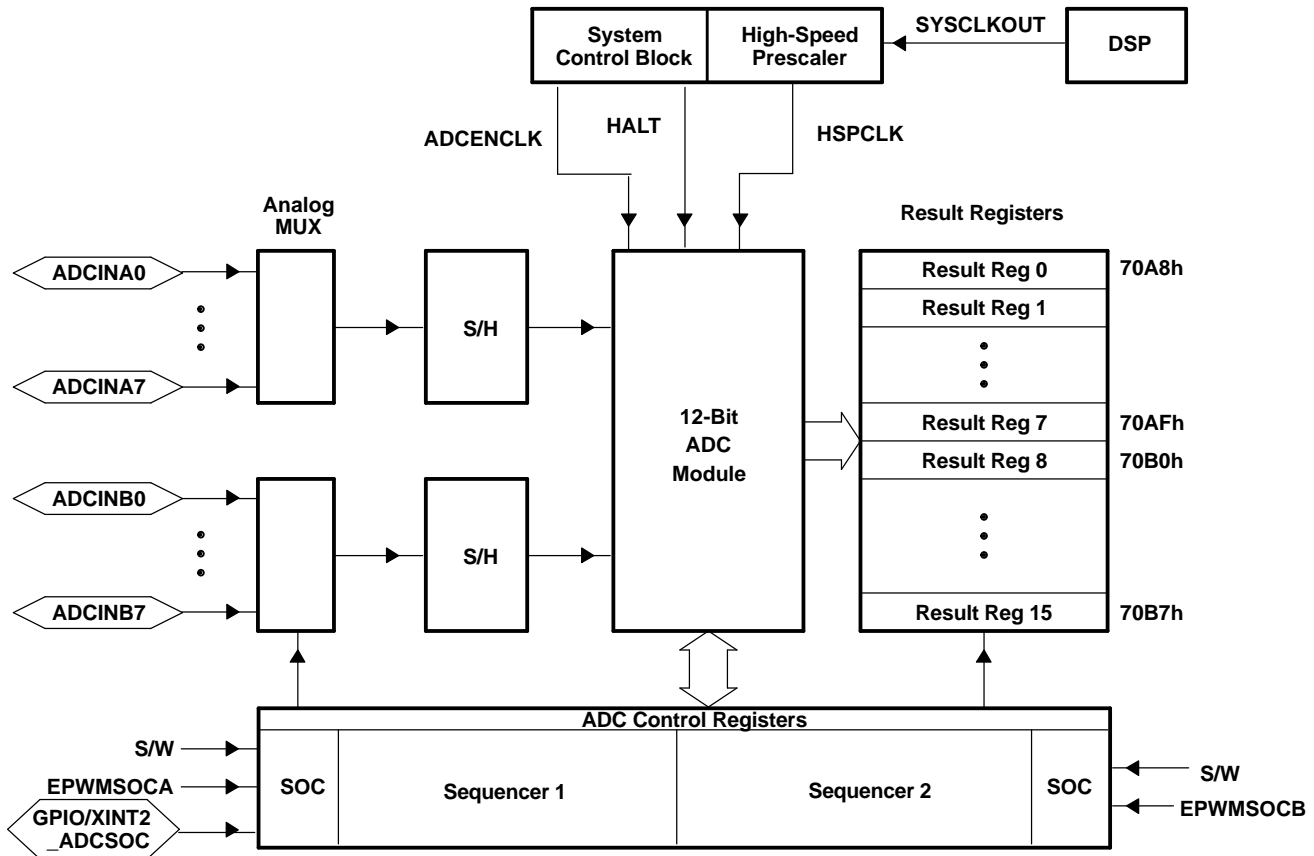 System
Control Block
High-Speed
Prescaler
SYSCLKOUT
DSP
ADCENCLK
HALT
HSPCLK
Analog
MUX
Result Registers
ADCINA0
ADCINA7
S/H
ADCINB0
ADCINB7
S/H
12-Bit
ADC
Module
Result Reg 0
70A8h
Result Reg 1
Result Reg 7
70AFh
Result Reg 8
70B0h
Result Reg 15
70B7h
ADC Control Registers
S/W
EPWMSOCA
GPIO/XINT2
_ADCSOC
SOC
Sequencer 1
Sequencer 2
SOC
S/W
EPWMSOCB